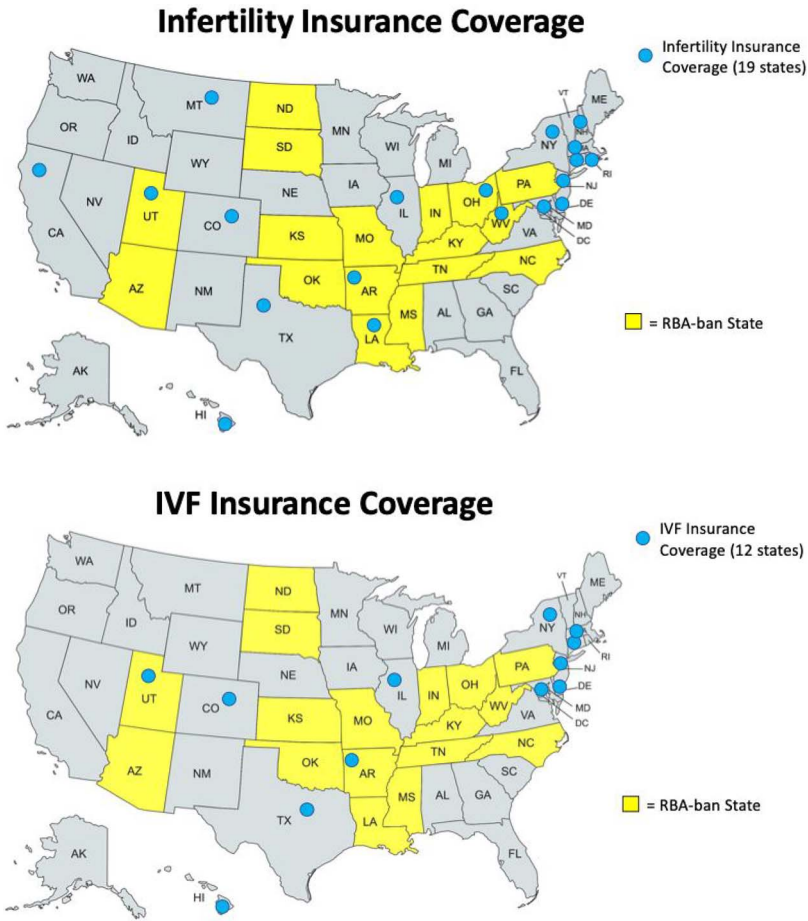 Infertility Insurance Coverage
Infertility Insurance
Coverage (19 states)
WA
MT
ND
MN
VT
ME
OR
ID
SD
WI
MI
NY
NH
MA
RI
WY
IA
PA
NJ
NE
OH
DE
NV
UT
CO
IL
IN
WV
MD
DC
CA
KS
MO
KY
VA
AZ
NM
OK
AR
TN
NC
SC
TX
LA
MS
AL
GA
= RBA-ban State
AK
FL
HI
IVF Insurance Coverage
IVF Insurance
Coverage (12 states)
WA
MT
ND
MN
VT
ME
OR
ID
SD
WI
MI
NY
NH
RI
WY
IA
PA
NJ
NE
OH
DE
NV
UT
CO
IL
IN
WV
MD
DC
CA
KS
MO
KY
VA
AZ
NM
OK
AR
TN
NC
SC
TX
LA
MS
AL
GA
= RBA-ban State
AK
FL
HI